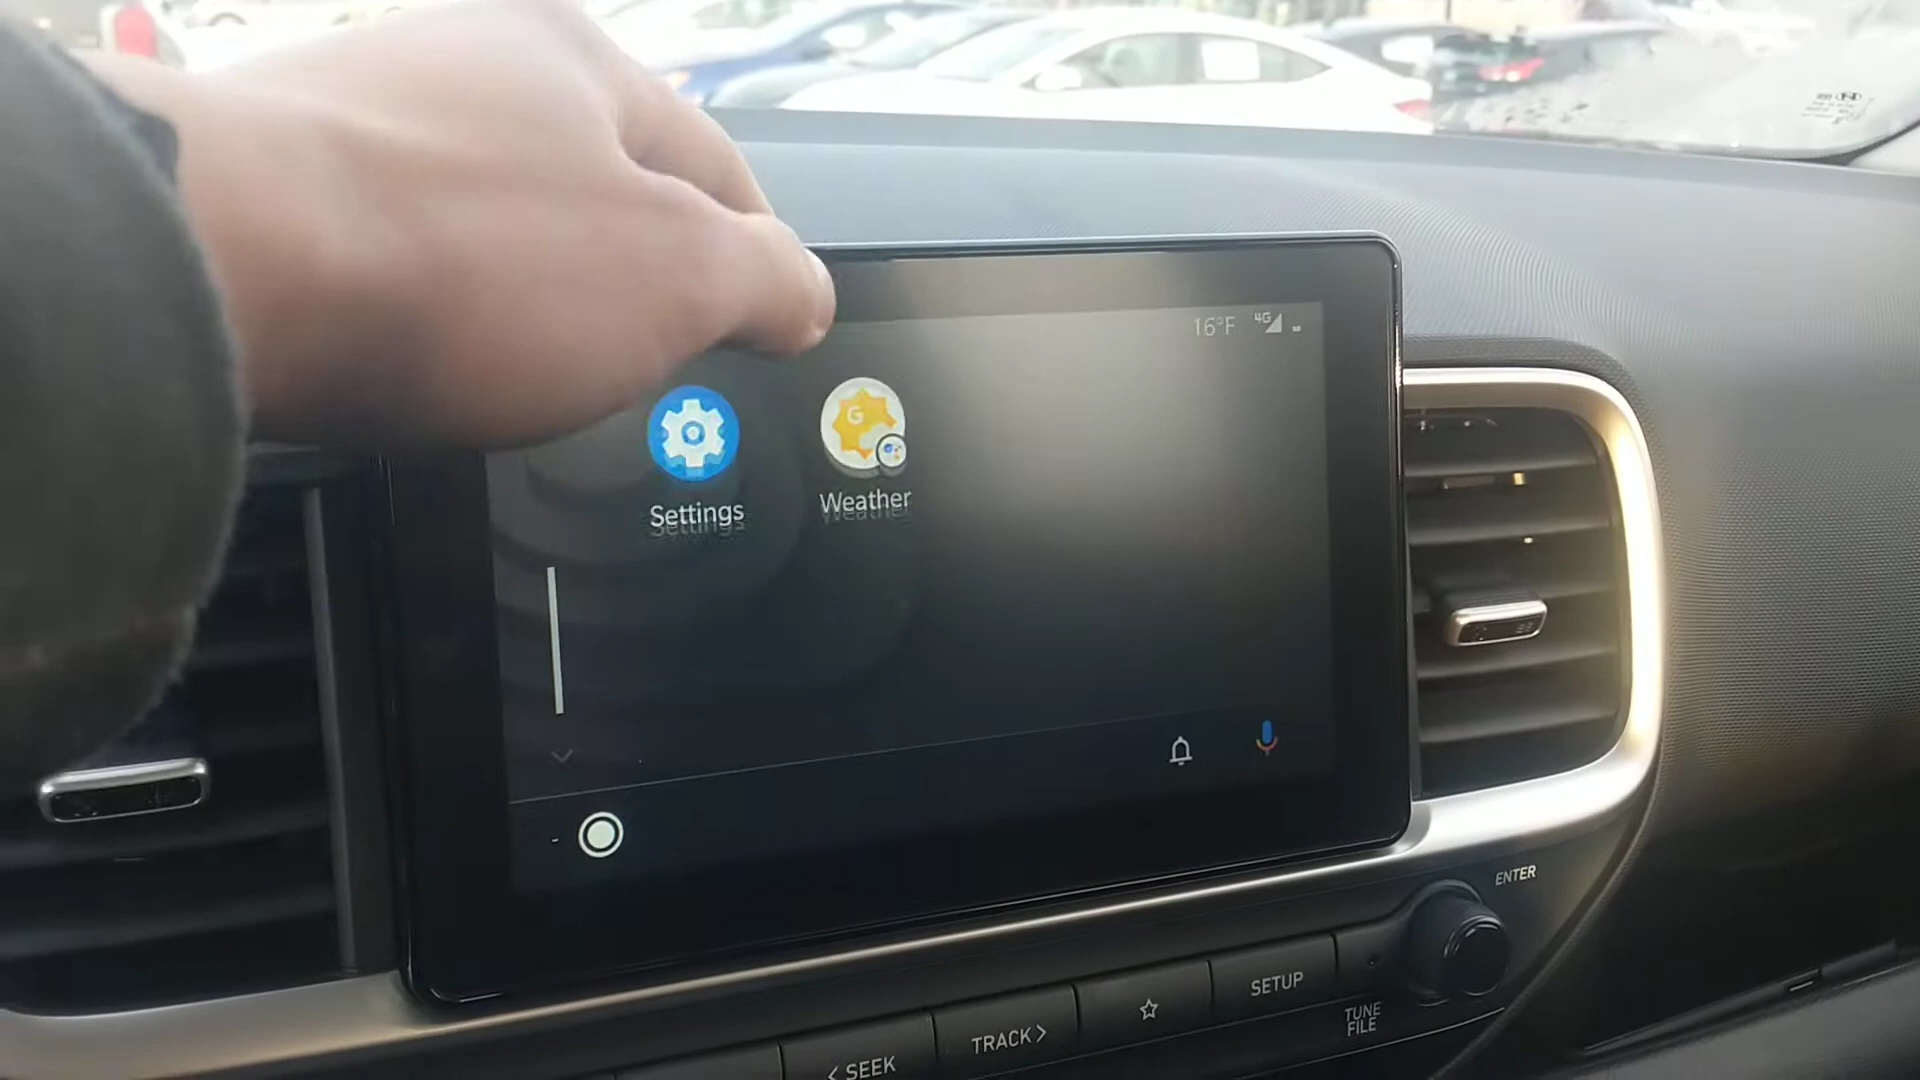 16°F 4G
Settings
Weather
ENTER
SETUP
TUNE
FILE
TRACK >
< SEEK